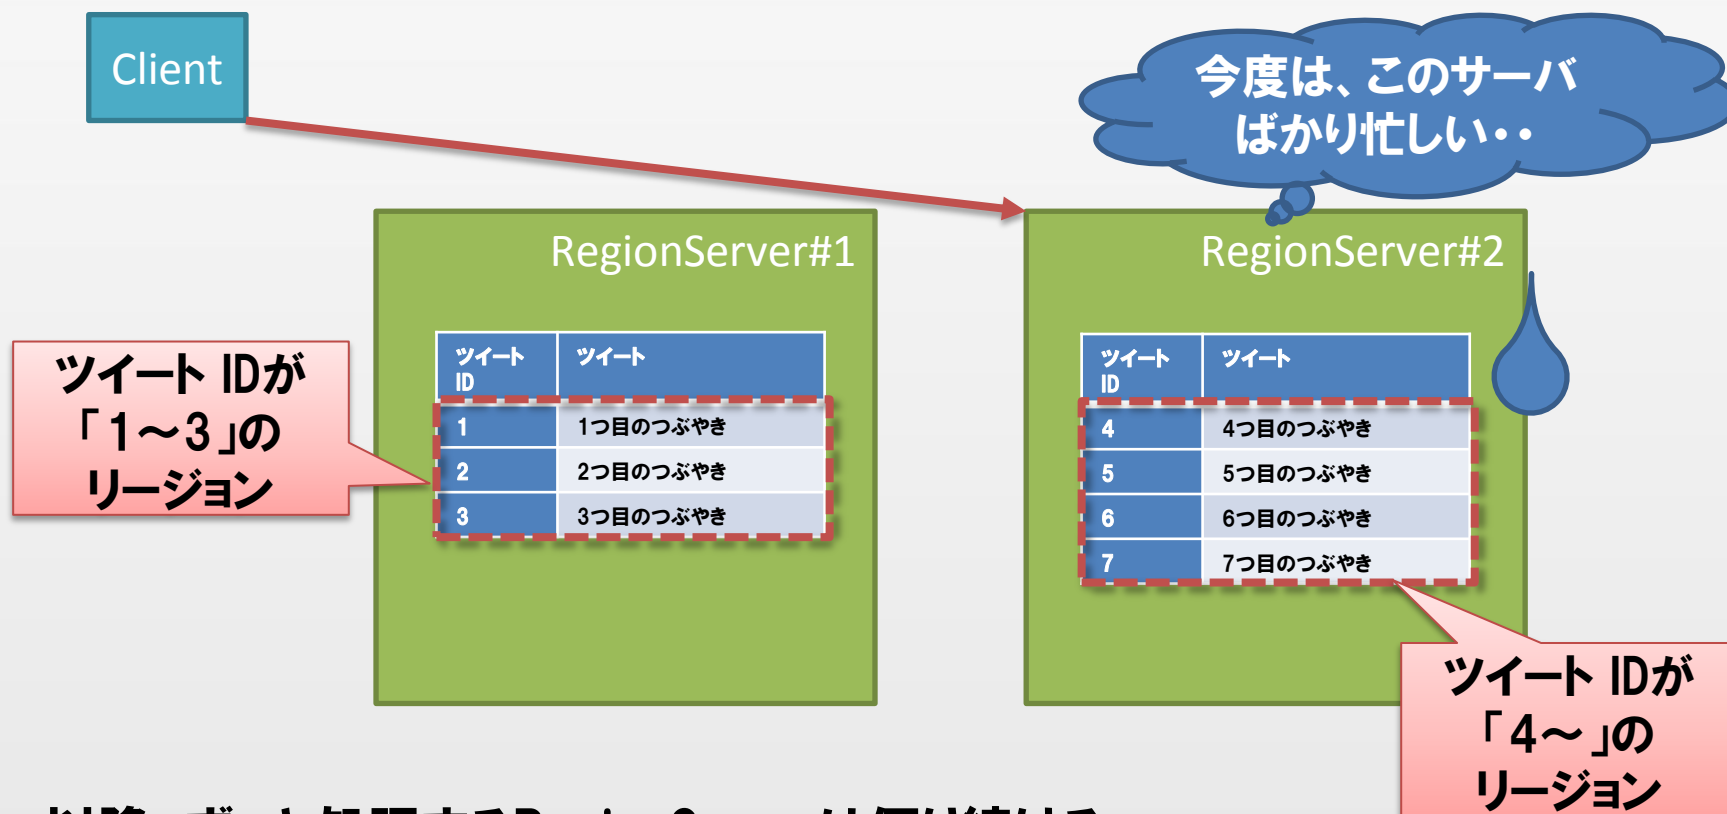 Client
今度は、このサーバ
ばかり忙しい・・
RegionServer#1
RegionServer#2
ツイート IDが
「1～3」の
リージョン
ツイート
ID
ツイート
1
1つ目のつぶやき
2
2つ目のつぶやき
3
3つ目のつぶやき
ツイート
ID
ツイート
4
4つ目のつぶやき
5
5つ目のつぶやき
6
6つ目のつぶやき
7
7つ目のつぶやき
ツイート IDが
「4～」の
リージョン